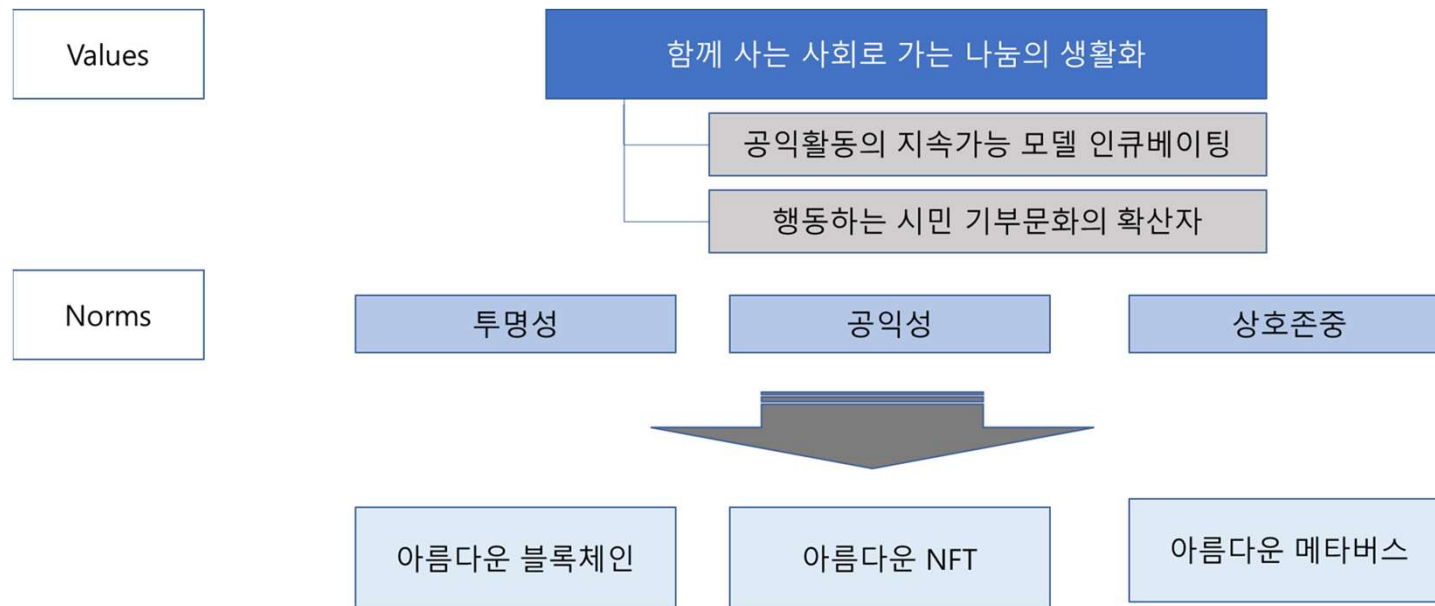 Values
함께 사는 사회로 가는 나눔의 생활화
공익활동의 지속가능 모델 인큐베이팅
행동하는 시민 기부문화의 확산자
Norms
투명성
공익성
상호존중
아름다운 블록체인
아름다운 NFT
아름다운 메타버스